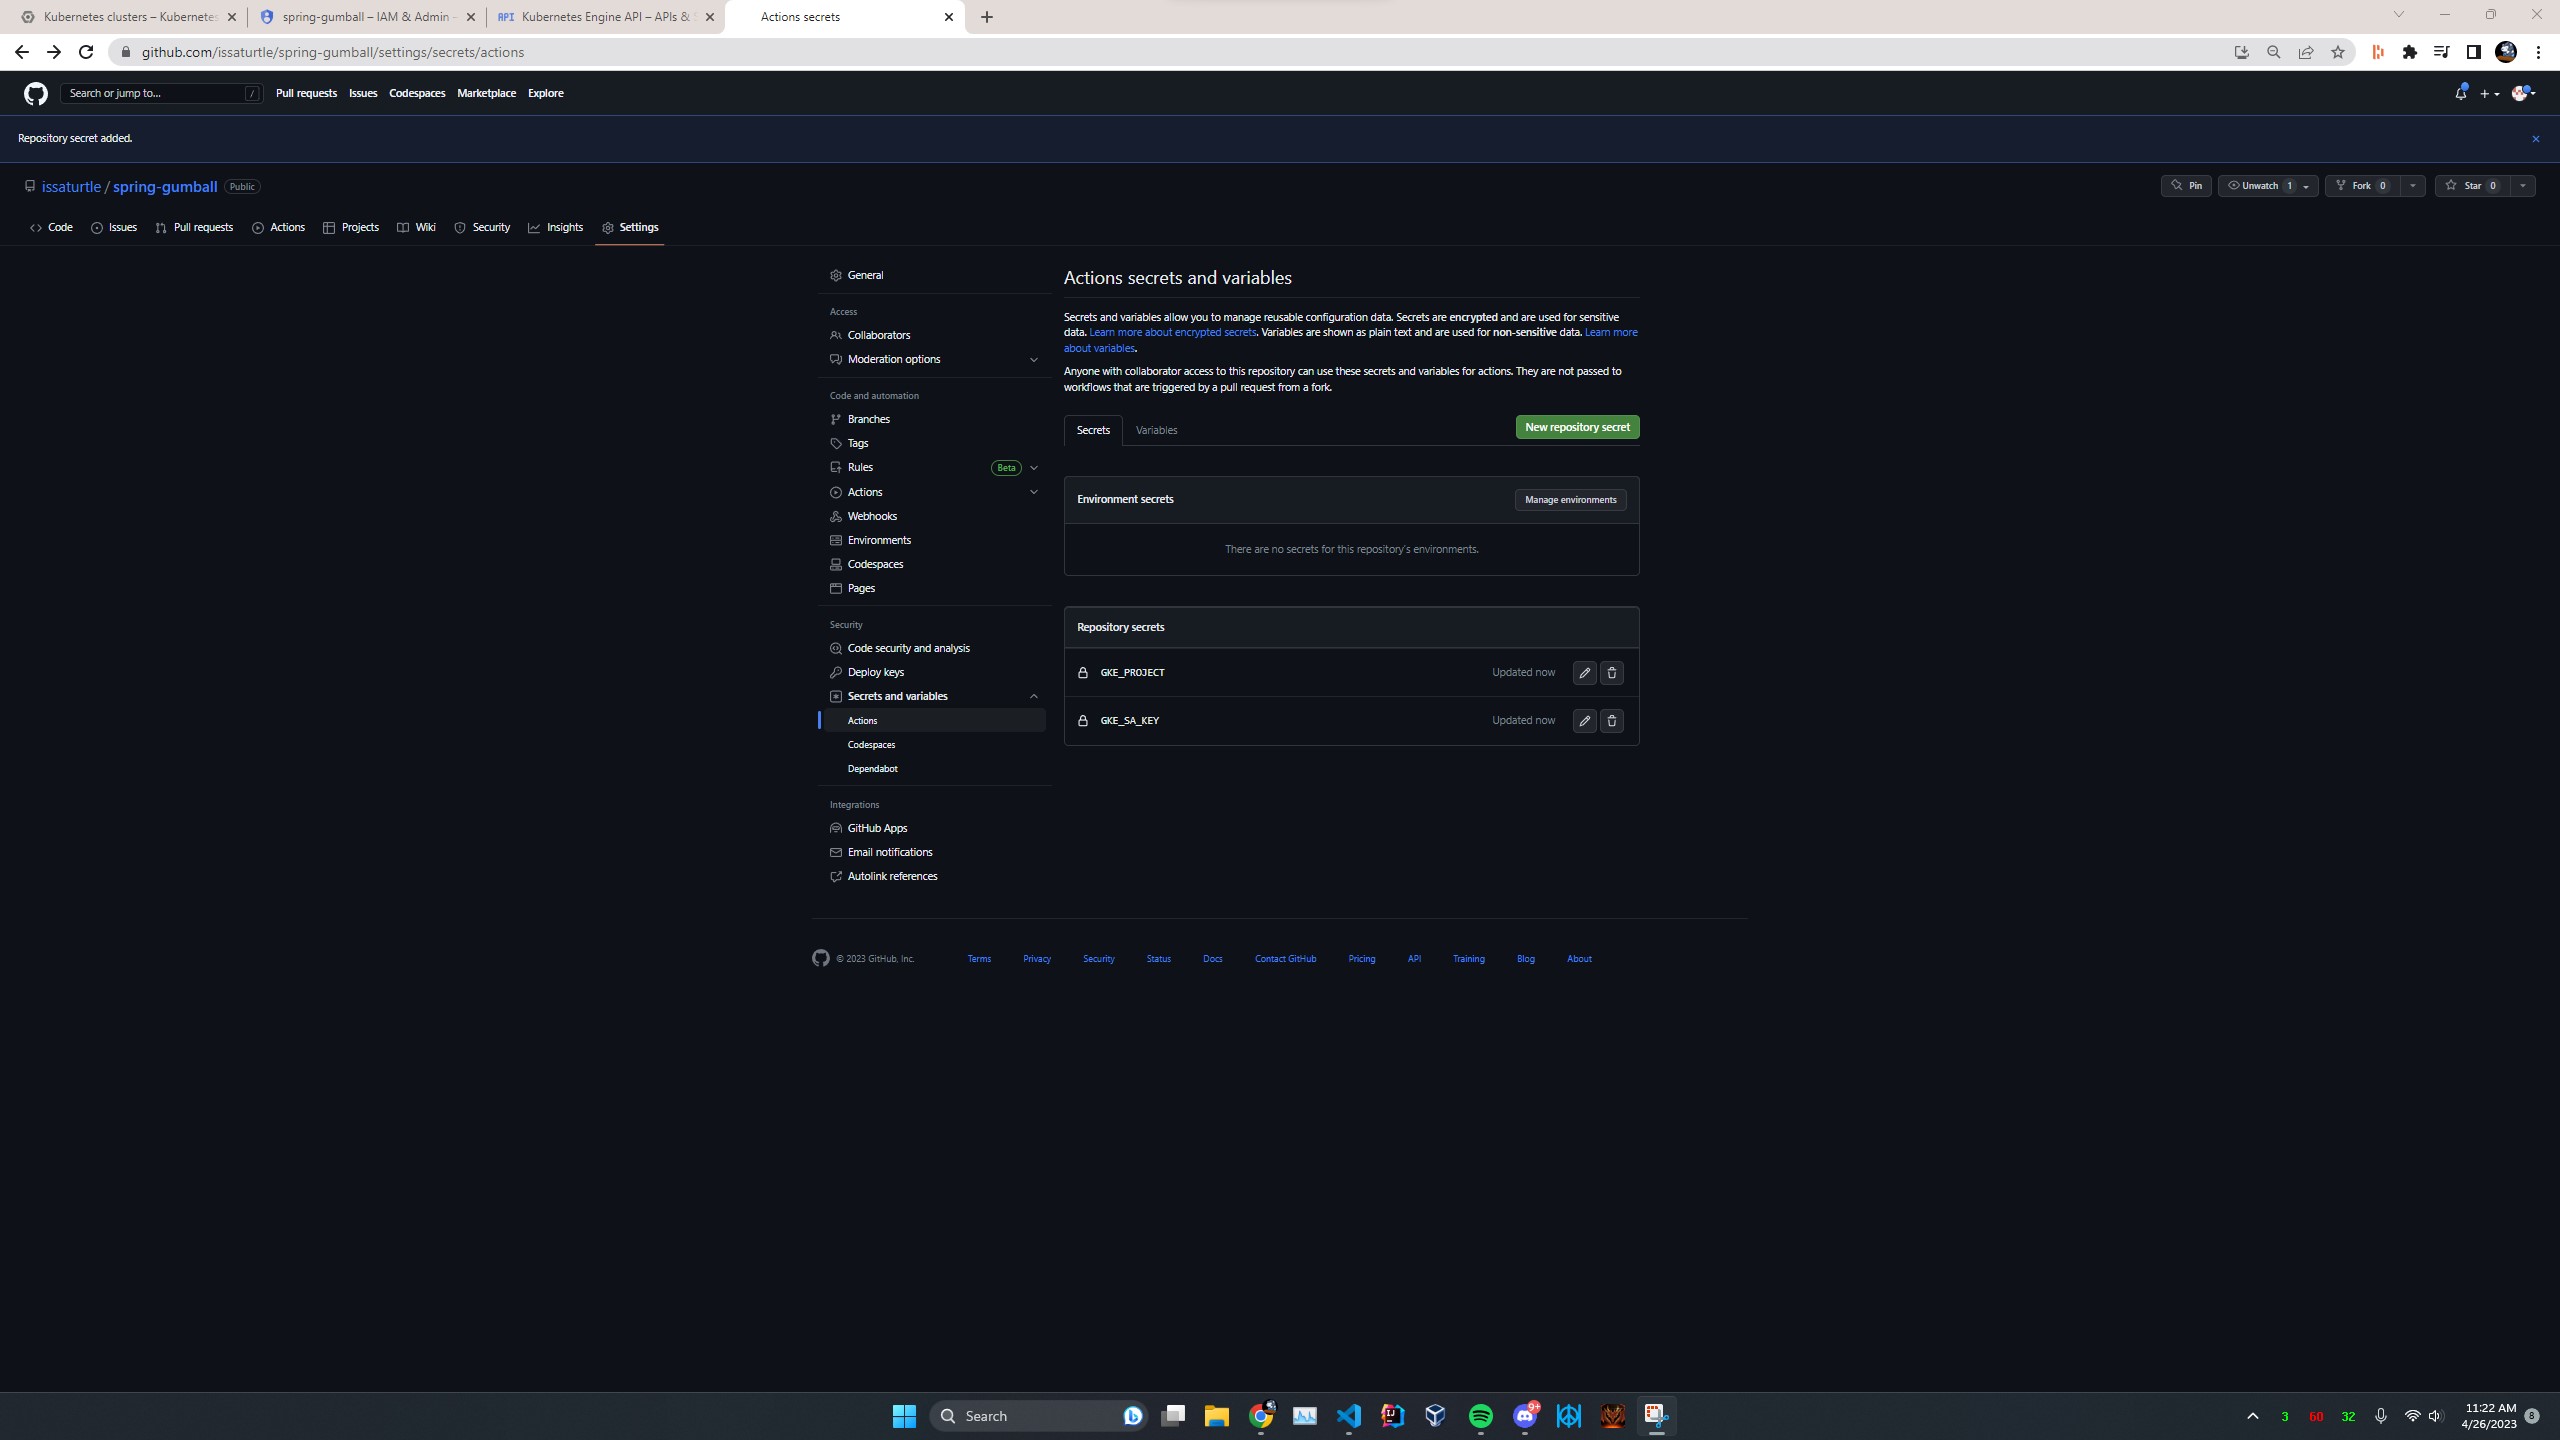 Kubernetes clusters – Kubernetes
spring-gumball – IAM & Admin –
API Kubernetes Engine API – APIs &
Actions secrets
github.com/issaturtle/spring-gumball/settings/secrets/actions
Search or jump to... /
Pull requests Issues Codespaces Marketplace Explore
Repository secret added.
issaturtle / spring-gumball Public
Pin Unwatch 1 Fork 0 Star 0
Code Issues Pull requests Actions Projects Wiki Security Insights Settings
General
Access
Collaborators
Moderation options
Code and automation
Branches
Tags
Rules Beta
Actions
Webhooks
Environments
Codespaces
Pages
Security
Code security and analysis
Deploy keys
Secrets and variables
Actions
Codespaces
Dependabot
Integrations
GitHub Apps
Email notifications
Autolink references
Actions secrets and variables
Secrets and variables allow you to manage reusable configuration data. Secrets are encrypted and are used for sensitive
data. Learn more about encrypted secrets. Variables are shown as plain text and are used for non-sensitive data. Learn more
about variables.
Anyone with collaborator access to this repository can use these secrets and variables for actions. They are not passed to
workflows that are triggered by a pull request from a fork.
Secrets Variables New repository secret
Environment secrets Manage environments
There are no secrets for this repository's environments.
Repository secrets
GKE_PROJECT Updated now
GKE_SA_KEY Updated now
© 2023 GitHub, Inc. Terms Privacy Security Status Docs Contact GitHub Pricing API Training Blog About
Search
9+
3 60 32
11:22 AM
4/26/2023
8